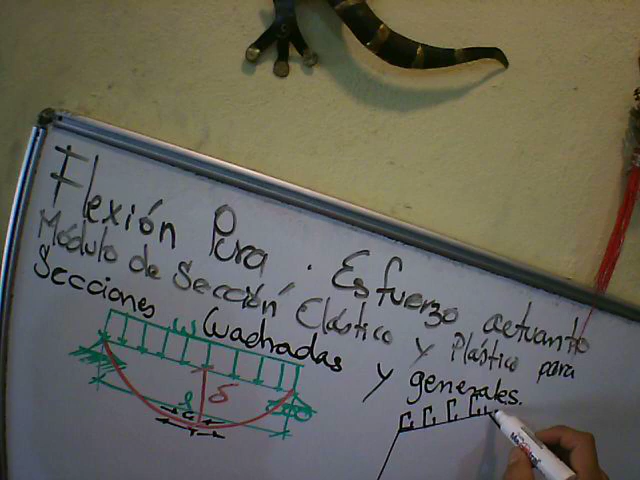 Flexión Pura. Esfuerzo actuante
Módulo de Sección Elástico y Plástico para
Secciones Cuadradas y generales.
ω
δ
ℓ
C C C C